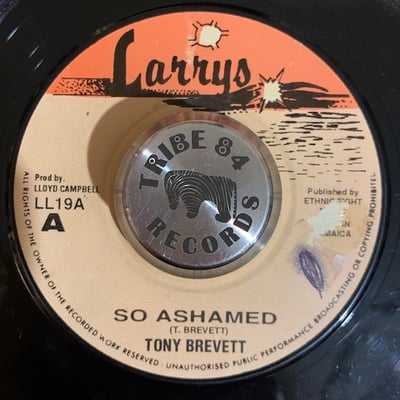 Larrys
TRIBE 84
RECORDS
Prod by.
LLOYD CAMPBELL
LL19A
A
Published by
ETHNIC FIGHT
IN
JAMAICA
SO ASHAMED
(T. BREVETT)
TONY BREVETT
ALL RIGHTS OF THE OWNER OF THE RECORDED WORK RESERVED - UNAUTHORISED PUBLIC PERFORMANCE BROADCASTING OR COPYING PROHIBITED